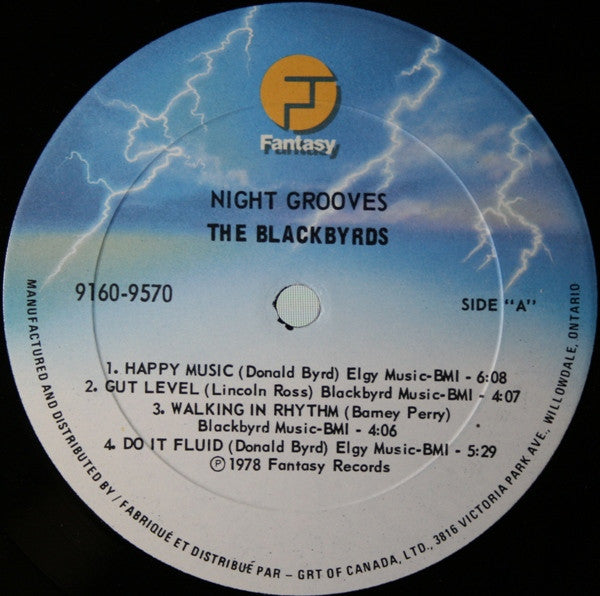 Fantasy
NIGHT GROOVES
THE BLACKBYRDS
9160-9570
SIDE "A"
1. HAPPY MUSIC (Donald Byrd) Elgy Music-BMI - 6:08
2. GUT LEVEL (Lincoln Ross) Blackbyrd Music-BMI - 4:07
3. WALKING IN RHYTHM (Barney Perry)
Blackbyrd Music-BMI - 4:06
4. DO IT FLUID (Donald Byrd) Elgy Music-BMI - 5:29
Ⓟ 1978 Fantasy Records
MANUFACTURED AND DISTRIBUTED BY / FABRIQUÉ ET DISTRIBUÉ PAR – GRT OF CANADA, LTD., 3816 VICTORIA PARK AVE., WILLOWDALE, ONTARIO